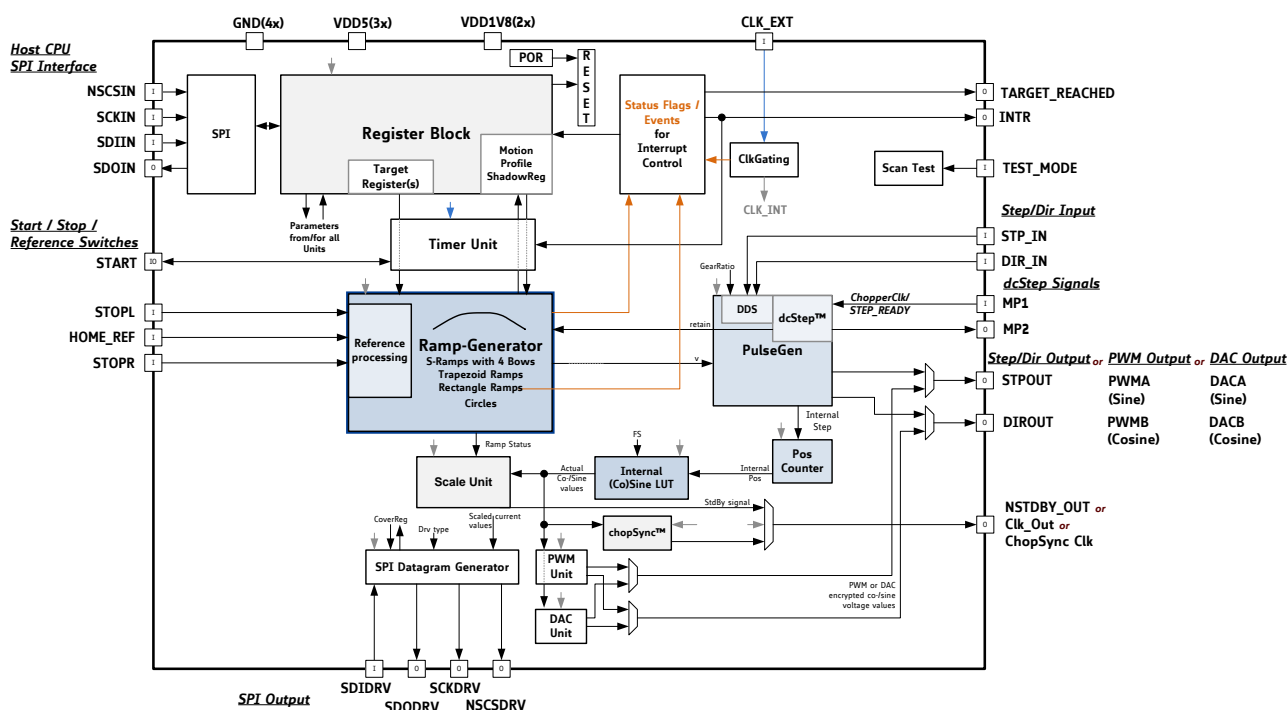 GND(4x)
VDD5(3x)
VDD1V8(2x)
CLK_EXT
Host CPU
SPI Interface
NSCSIN
SCKIN
SDIIN
SDOIN
I
I
I
O
SPI
Register Block
Target
Register(s)
Motion
Profile
ShadowReg
POR
R
E
S
E
T
Status Flags /
Events
for
Interrupt
Control
I
ClkGating
CLK_INT
Scan Test
O
TARGET_REACHED
O
INTR
I
TEST_MODE
Parameters
from/for all
Units
Timer Unit
Start / Stop /
Reference Switches
START
IO
STOPL
I
HOME_REF
I
STOPR
I
Reference
processing
Ramp-Generator
S-Ramps with 4 Bows
Trapezoid Ramps
Rectangle Ramps
Circles
retain
v
GearRatio
DDS
dcStep™
PulseGen
ChopperClk/
STEP_READY
Step/Dir Input
I
STP_IN
I
DIR_IN
dcStep Signals
I
MP1
O
MP2
Step/Dir Output or PWM Output or DAC Output
O
STPOUT
PWMA
(Sine)
DACA
(Sine)
O
DIROUT
PWMB
(Cosine)
DACB
(Cosine)
Internal
Step
Pos
Counter
Internal
Pos
FS
Internal
(Co)Sine LUT
Actual
Co-/Sine
values
Ramp Status
Scale Unit
StdBy signal
chopSync™
O
NSTDBY_OUT or
Clk_Out or
ChopSync Clk
CoverReg
Drv type
Scaled current
values
SPI Datagram Generator
PWM
Unit
DAC
Unit
PWM or DAC
encrypted co-/sine
voltage values
I
O
O
O
SDIDRV
SDODRV
SCKDRV
NSCSDRV
SPI Output